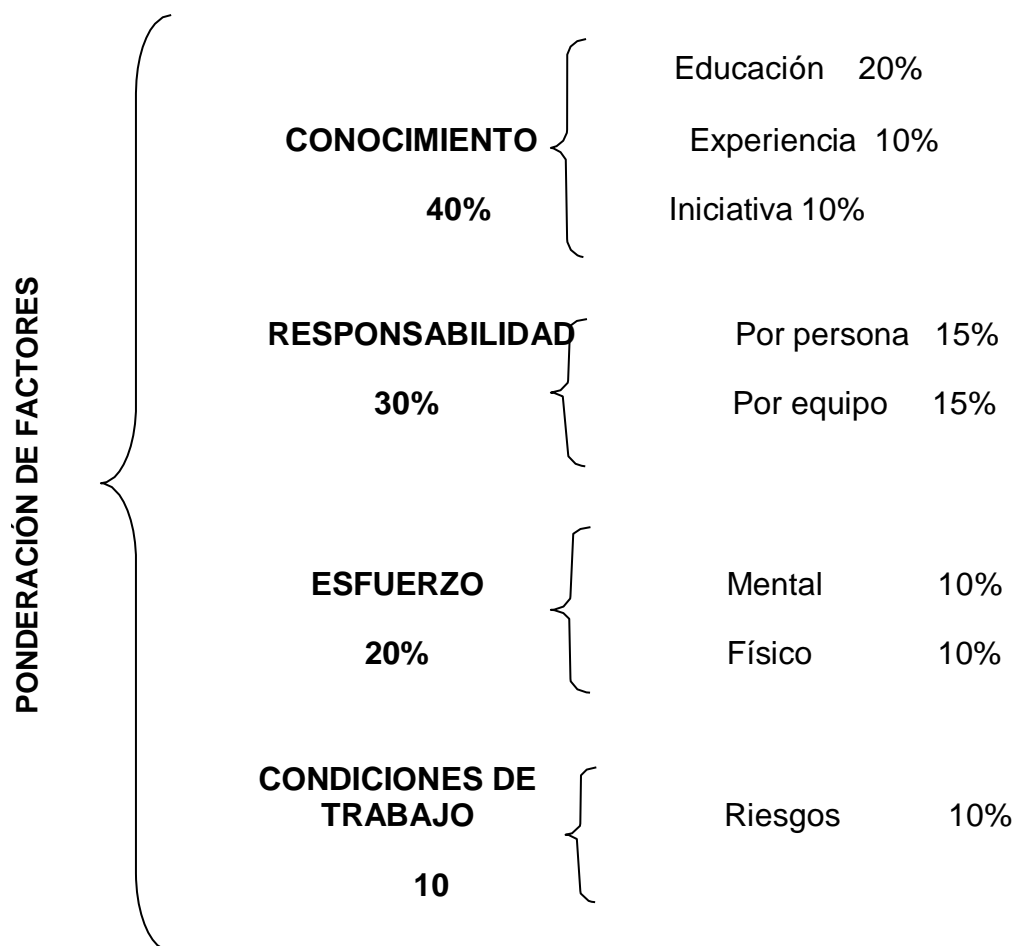 PONDERACIÓN DE FACTORES
CONOCIMIENTO
40%
Educación 20%
Experiencia 10%
Iniciativa 10%
RESPONSABILIDAD
30%
Por persona 15%
Por equipo 15%
ESFUERZO
20%
Mental 10%
Físico 10%
CONDICIONES DE
TRABAJO
10
Riesgos 10%